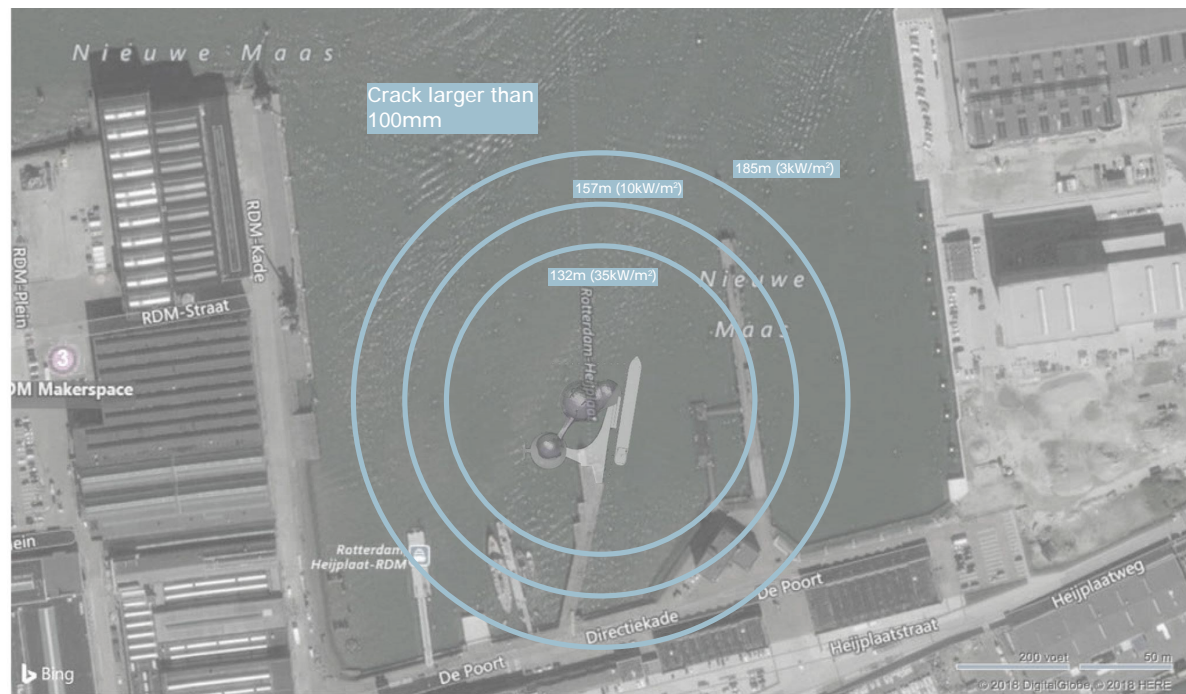 Nieuwe Maas
Crack larger than
100mm
185m (3kW/m²)
157m (10kW/m²)
132m (35kW/m²)
Nieuwe
Maas
RDM-Kade
RDM-Plein
RDM-Straat
Rotterdam-Heijplaat
3
DM Makerspace
lein
Rotterdam
Heijplaat-RDM
De Poort
Directiekade
Heijplaatweg
Heijplaatstraat
De Poort
200 voet
50 m
Bing
© 2018 DigitalGlobe, © 2018 HERE